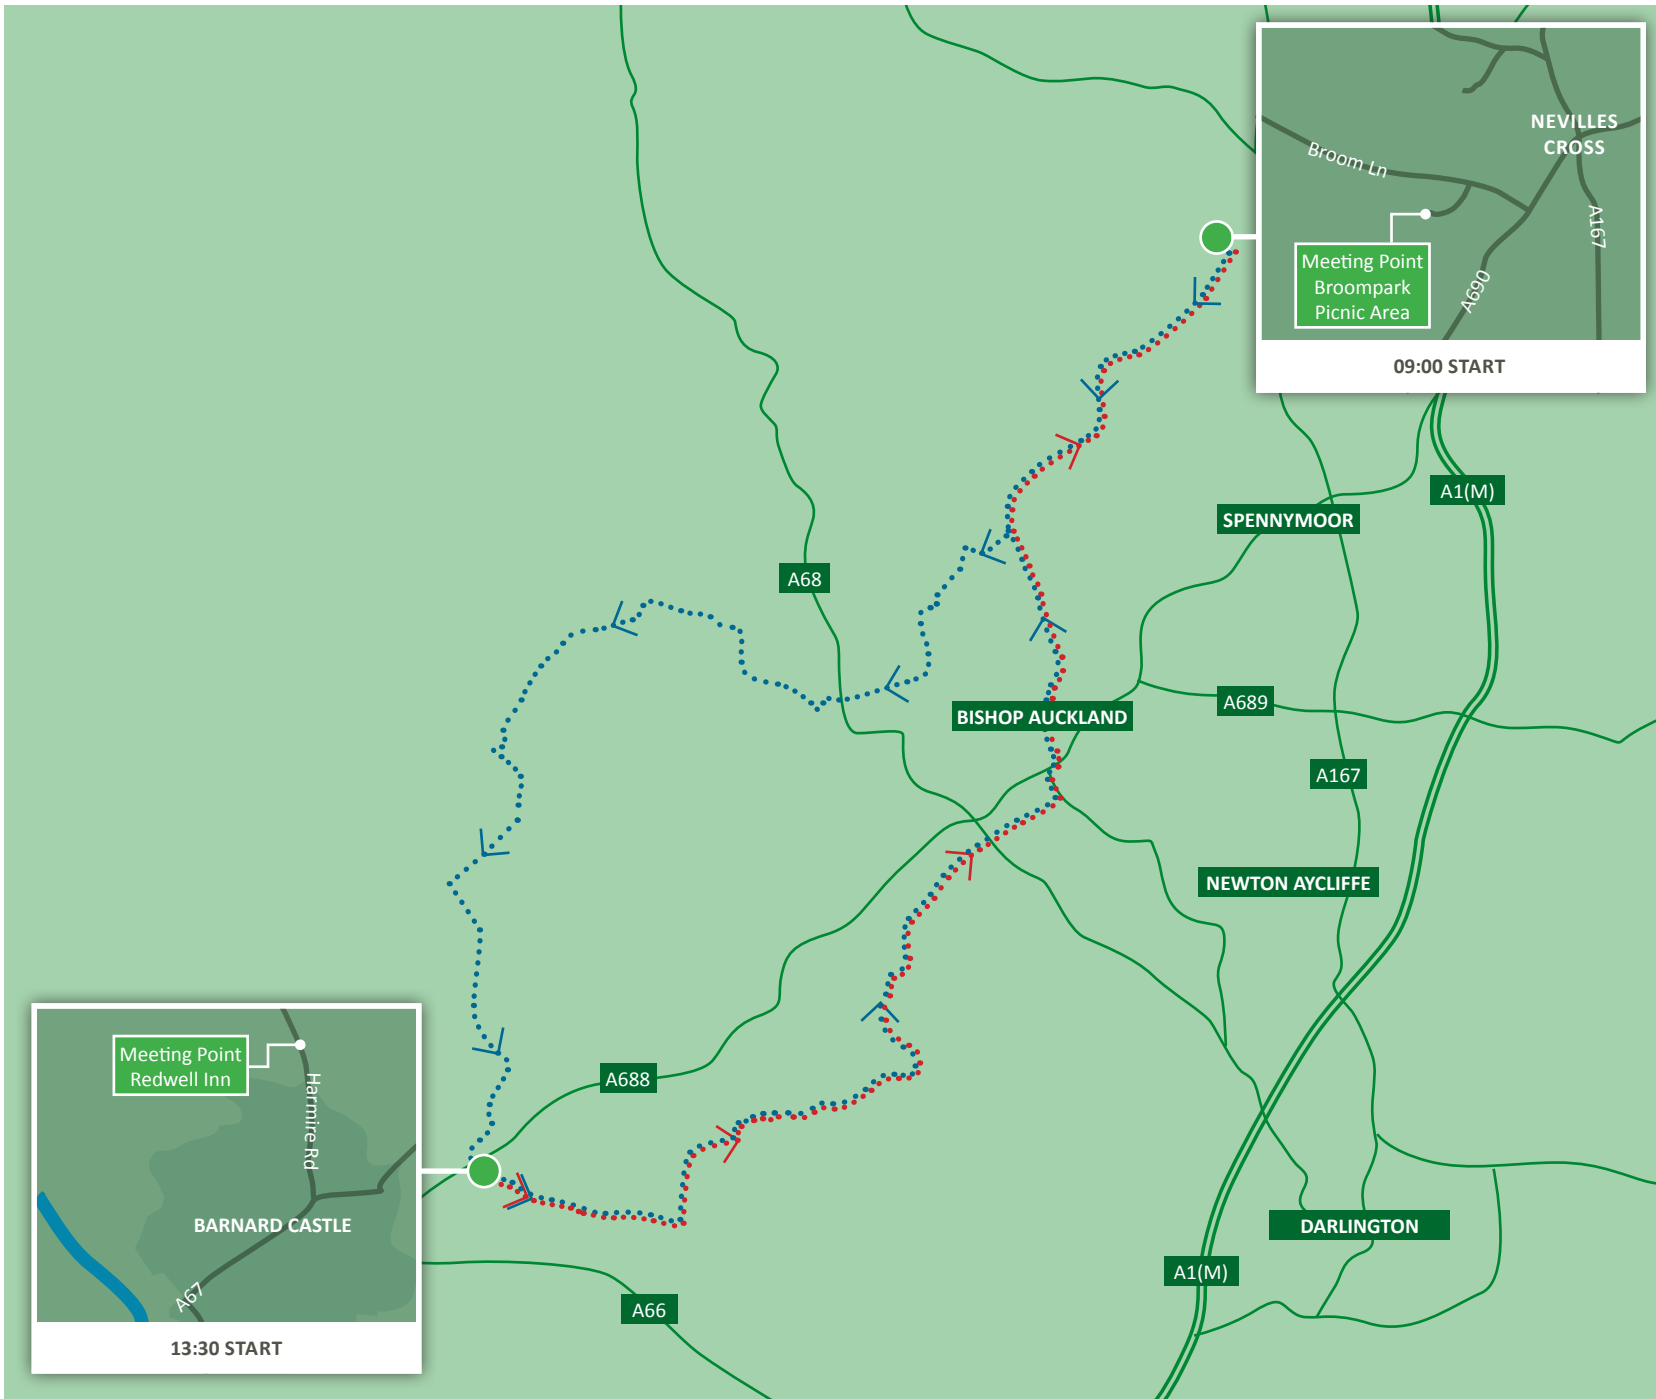 NEVILLES
CROSS
Broom Ln
A167
Meeting Point
Broompark
Picnic Area
A690
09:00 START
A1(M)
SPENNYMOOR
A68
A689
BISHOP AUCKLAND
A167
NEWTON AYCLIFFE
A688
Meeting Point
Redwell Inn
Harmire Rd
BARNARD CASTLE
A67
13:30 START
DARLINGTON
A1(M)
A66